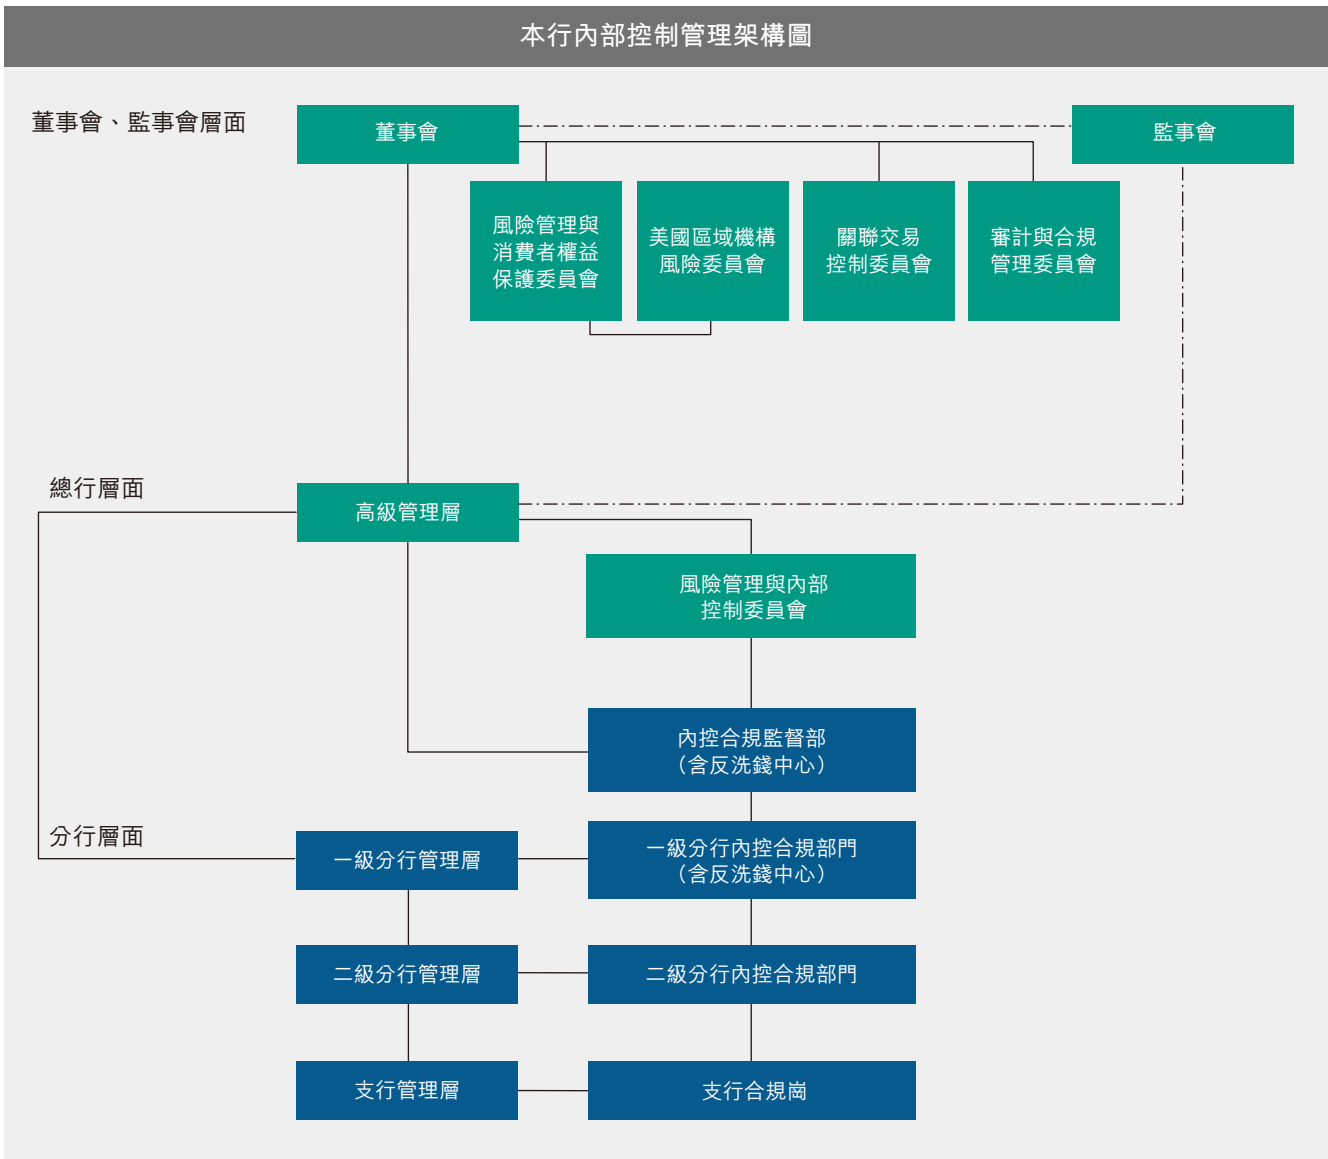 本行內部控制管理架構圖
董事會、監事會層面
董事會
監事會
風險管理與
消費者權益
保護委員會
美國區域機構
風險委員會
關聯交易
控制委員會
審計與合規
管理委員會
總行層面
高級管理層
風險管理與內部
控制委員會
內控合規監督部
（含反洗錢中心）
分行層面
一級分行管理層
一級分行內控合規部門
（含反洗錢中心）
二級分行管理層
二級分行內控合規部門
支行管理層
支行合規崗